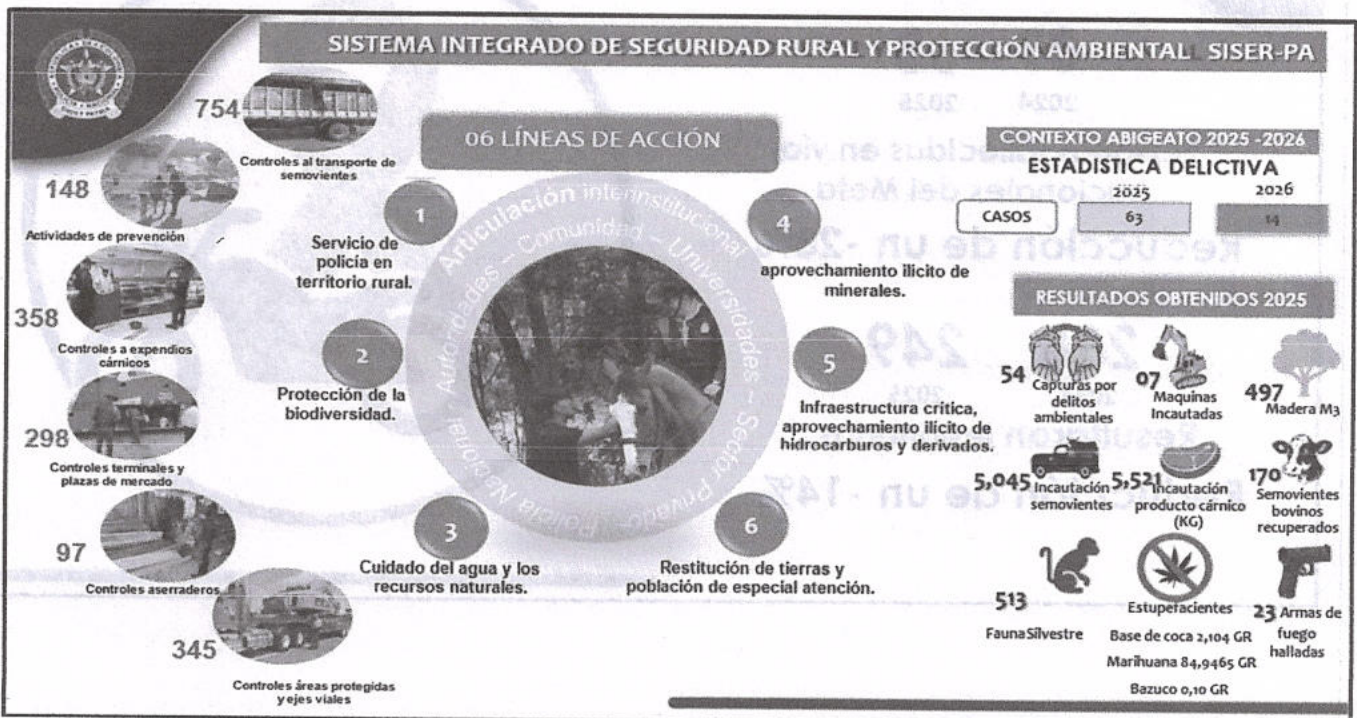 SISTEMA INTEGRADO DE SEGURIDAD RURAL Y PROTECCIÓN AMBIENTAL SISER-PA
754
Controles al transporte de
semovientes
148
Actividades de prevención
358
Controles a expendios
cárnicos
298
Controles terminales y
plazas de mercado
97
Controles aserraderos
345
Controles áreas protegidas
y ejes viales
06 LÍNEAS DE ACCIÓN
Articulación interinstitucional
Autoridades – Comunidad – Universidades – Sector Privado – Policía Nacional
1
Servicio de
policía en
territorio rural.
2
Protección de la
biodiversidad.
3
Cuidado del agua y los
recursos naturales.
4
aprovechamiento ilícito de
minerales.
5
Infraestructura crítica,
aprovechamiento ilícito de
hidrocarburos y derivados.
6
Restitución de tierras y
población de especial atención.
CONTEXTO ABIGEATO 2025 -2026
ESTADISTICA DELICTIVA
2025 2026
CASOS 63 14
RESULTADOS OBTENIDOS 2025
54 Capturas por
delitos
ambientales
07 Maquinas
Incautadas
497 Madera M3
5,045 Incautación
semovientes
5,521 Incautación
producto cárnico
(KG)
170 Semovientes
bovinos
recuperados
513
Fauna Silvestre
Estupefacientes
Base de coca 2,104 GR
Marihuana 84,9465 GR
Bazuco 0,10 GR
23 Armas de
fuego
halladas